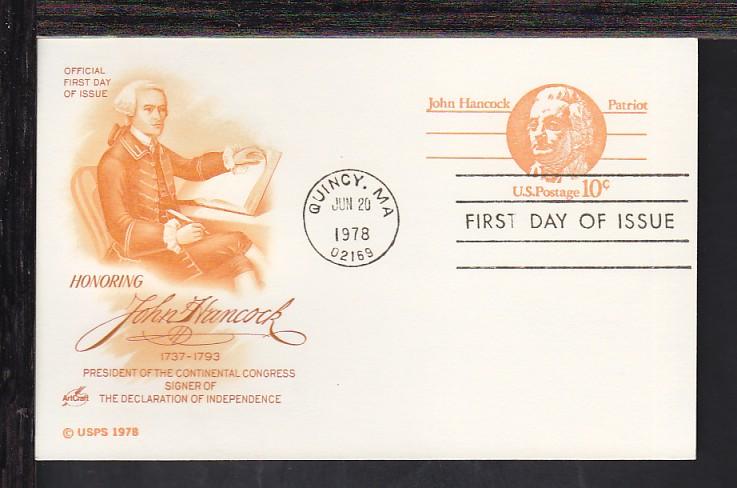 OFFICIAL
FIRST DAY
OF ISSUE
John Hancock Patriot
U.S.Postage 10¢
QUINCY, MA
JUN 20
1978
02169
FIRST DAY OF ISSUE
HONORING
John Hancock
1737-1793
PRESIDENT OF THE CONTINENTAL CONGRESS
SIGNER OF
THE DECLARATION OF INDEPENDENCE
ArtCraft
© USPS 1978